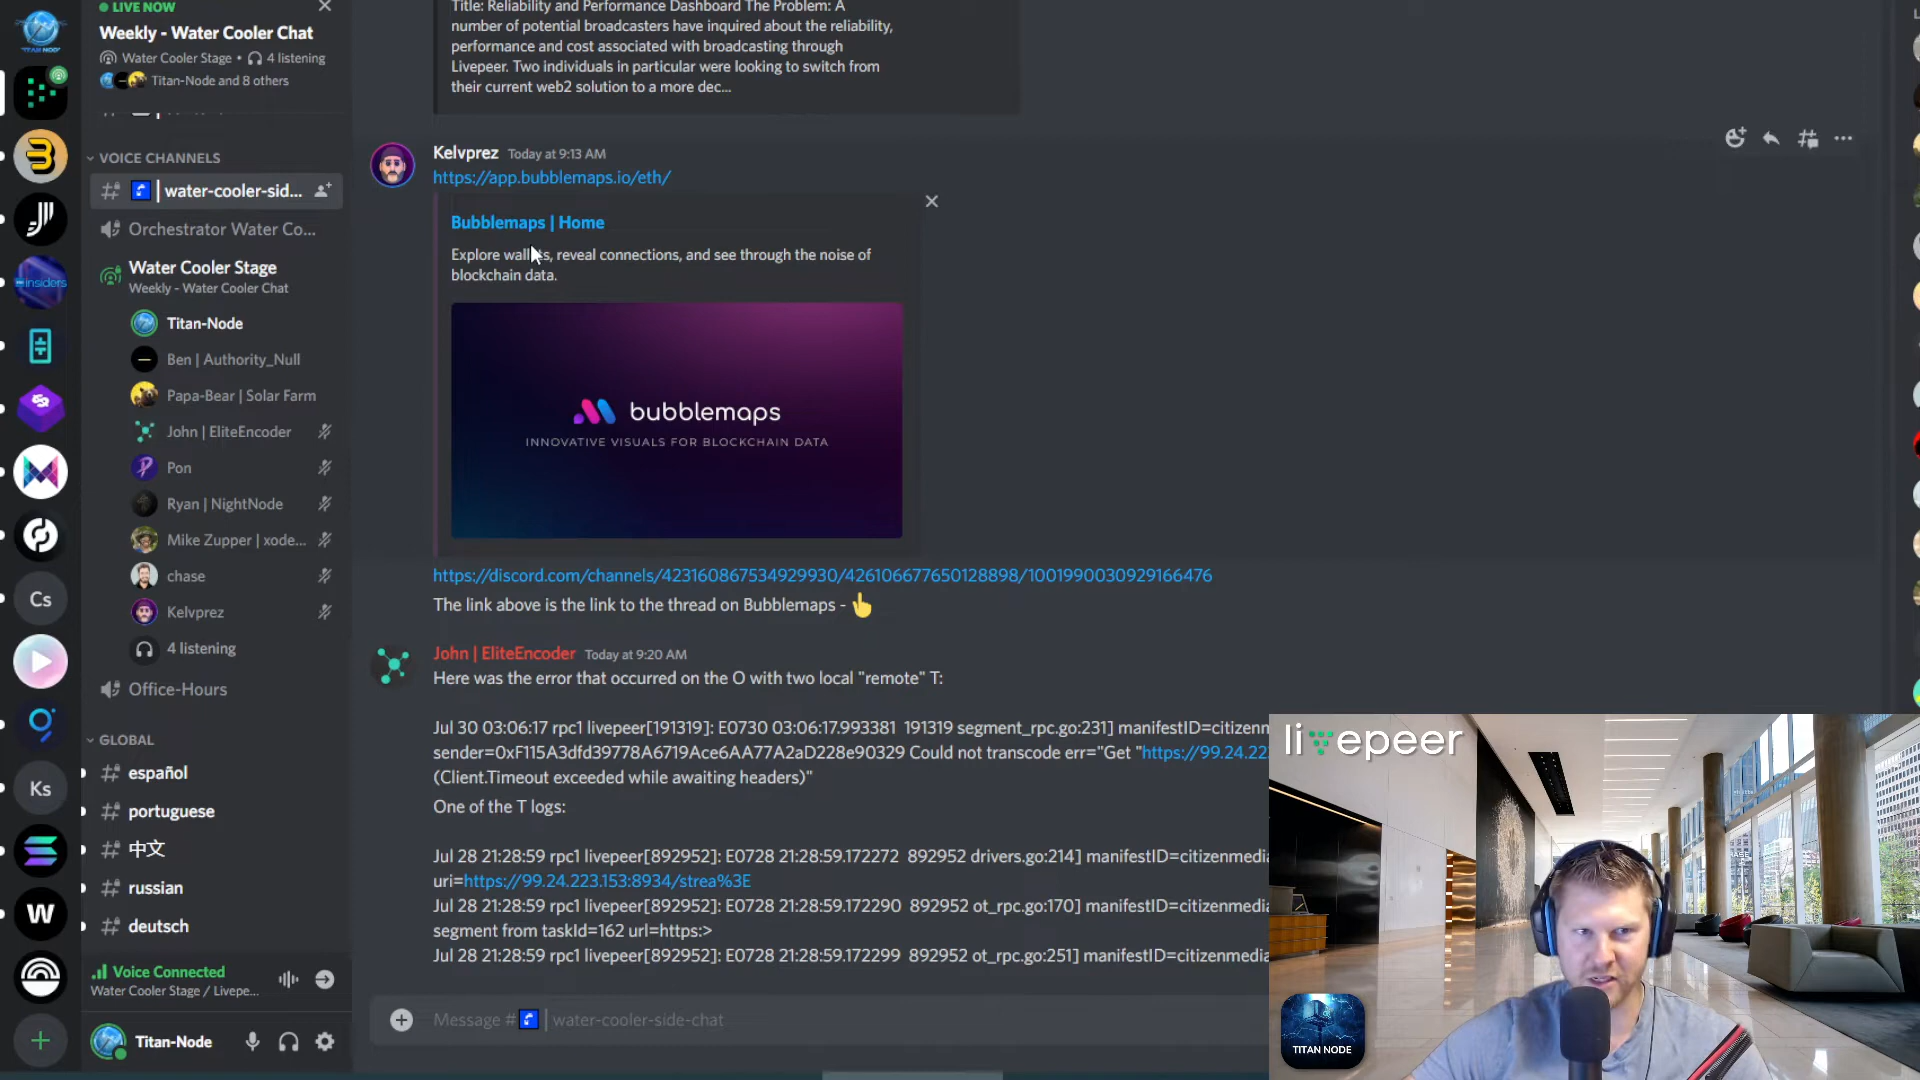 LIVE NOW
Weekly - Water Cooler Chat
Water Cooler Stage • 4 listening
Titan-Node and 8 others
VOICE CHANNELS
| water-cooler-sid...
Orchestrator Water Co...
Water Cooler Stage
Weekly - Water Cooler Chat
Titan-Node
Ben | Authority_Null
Papa-Bear | Solar Farm
John | EliteEncoder
Pon
Ryan | NightNode
Mike Zupper | xode...
chase
Kelvprez
4 listening
Office-Hours
GLOBAL
español
portuguese
中文
russian
deutsch
Voice Connected
Water Cooler Stage / Livepe...
Titan-Node
TITAN NODE
insiders
Cs
Ks
W
Title: Reliability and Performance Dashboard The Problem: A
number of potential broadcasters have inquired about the reliability,
performance and cost associated with broadcasting through
Livepeer. Two individuals in particular were looking to switch from
their current web2 solution to a more dec...
Kelvprez Today at 9:13 AM
https://app.bubblemaps.io/eth/
Bubblemaps | Home
Explore wallets, reveal connections, and see through the noise of
blockchain data.
bubblemaps
INNOVATIVE VISUALS FOR BLOCKCHAIN DATA
https://discord.com/channels/423160867534929930/426106677650128898/1001990030929166476
The link above is the link to the thread on Bubblemaps - 👆
John | EliteEncoder Today at 9:20 AM
Here was the error that occurred on the O with two local "remote" T:
Jul 30 03:06:17 rpc1 livepeer[191319]: E0730 03:06:17.993381 191319 segment_rpc.go:231] manifestID=citizenm
sender=0xF115A3dfd39778A6719Ace6AA77A2aD228e90329 Could not transcode err="Get "https://99.24.22
(Client.Timeout exceeded while awaiting headers)"
One of the T logs:
Jul 28 21:28:59 rpc1 livepeer[892952]: E0728 21:28:59.172272 892952 drivers.go:214] manifestID=citizenmedia
uri=https://99.24.223.153:8934/strea%3E
Jul 28 21:28:59 rpc1 livepeer[892952]: E0728 21:28:59.172290 892952 ot_rpc.go:170] manifestID=citizenmedia
segment from taskId=162 url=https:>
Jul 28 21:28:59 rpc1 livepeer[892952]: E0728 21:28:59.172299 892952 ot_rpc.go:251] manifestID=citizenmedia
Message # | water-cooler-side-chat
livepeer
TITAN NODE